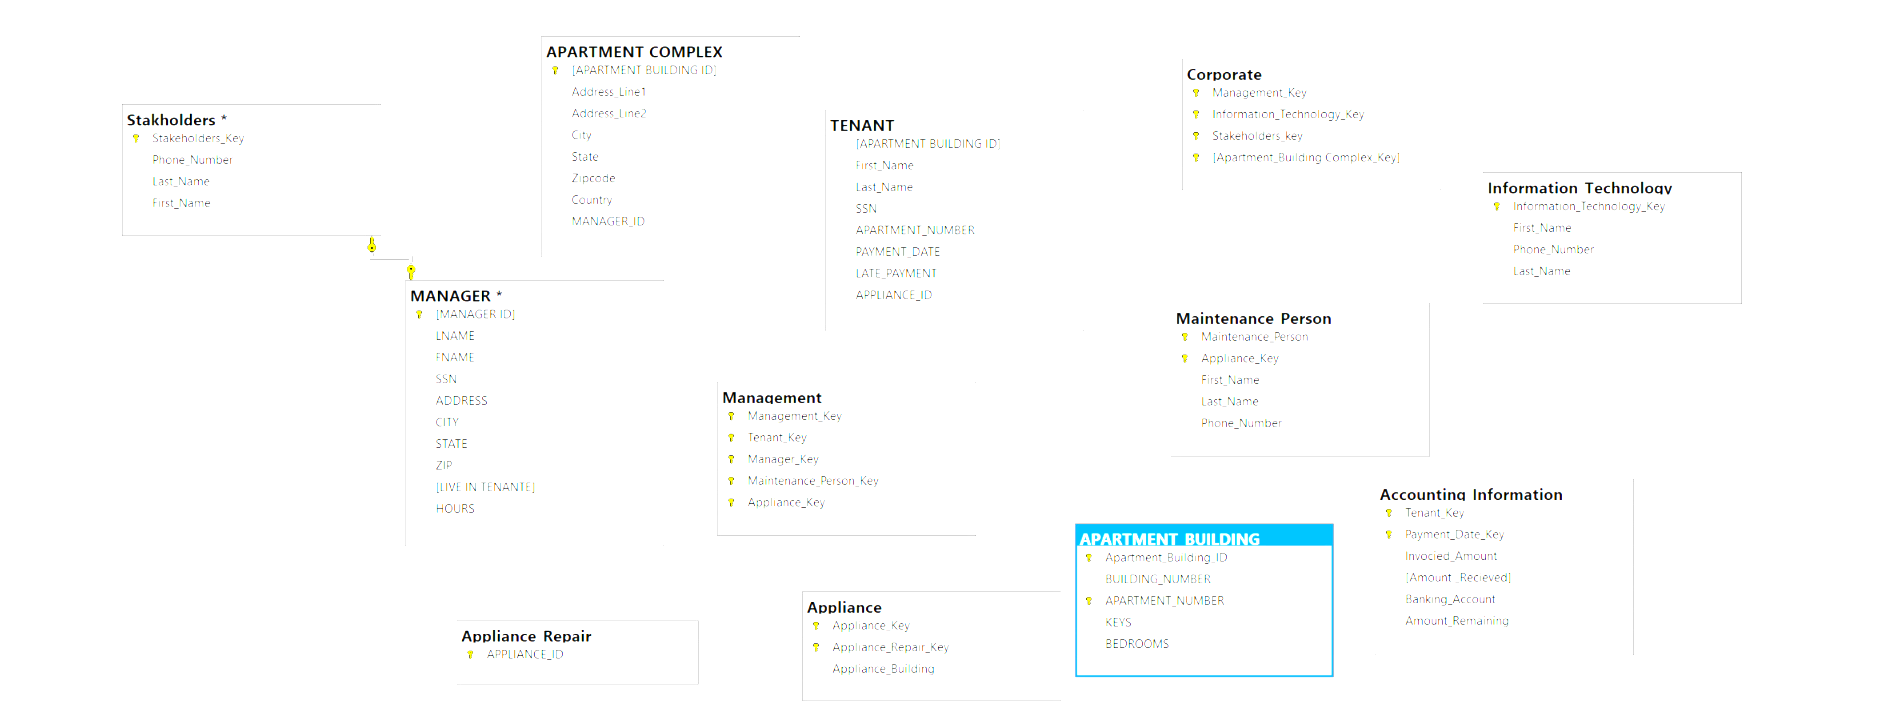 Stakholders *
Stakeholders_Key
Phone_Number
Last_Name
First_Name
APARTMENT COMPLEX
[APARTMENT BUILDING ID]
Address_Line1
Address_Line2
City
State
Zipcode
Country
MANAGER_ID
TENANT
[APARTMENT BUILDING ID]
First_Name
Last_Name
SSN
APARTMENT_NUMBER
PAYMENT_DATE
LATE_PAYMENT
APPLIANCE_ID
Corporate
Management_Key
Information_Technology_Key
Stakeholders_key
[Apartment_Building Complex_Key]
Information Technology
Information_Technology_Key
First_Name
Phone_Number
Last_Name
MANAGER *
[MANAGER ID]
LNAME
FNAME
SSN
ADDRESS
CITY
STATE
ZIP
[LIVE IN TENANTE]
HOURS
Maintenance Person
Maintenance_Person
Appliance_Key
First_Name
Last_Name
Phone_Number
Management
Management_Key
Tenant_Key
Manager_Key
Maintenance_Person_Key
Appliance_Key
Accounting Information
Tenant_Key
Payment_Date_Key
Invocied_Amount
[Amount _Recieved]
Banking_Account
Amount_Remaining
APARTMENT BUILDING
Apartment_Building_ID
BUILDING_NUMBER
APARTMENT_NUMBER
KEYS
BEDROOMS
Appliance
Appliance_Key
Appliance_Repair_Key
Appliance_Building
Appliance Repair
APPLIANCE_ID